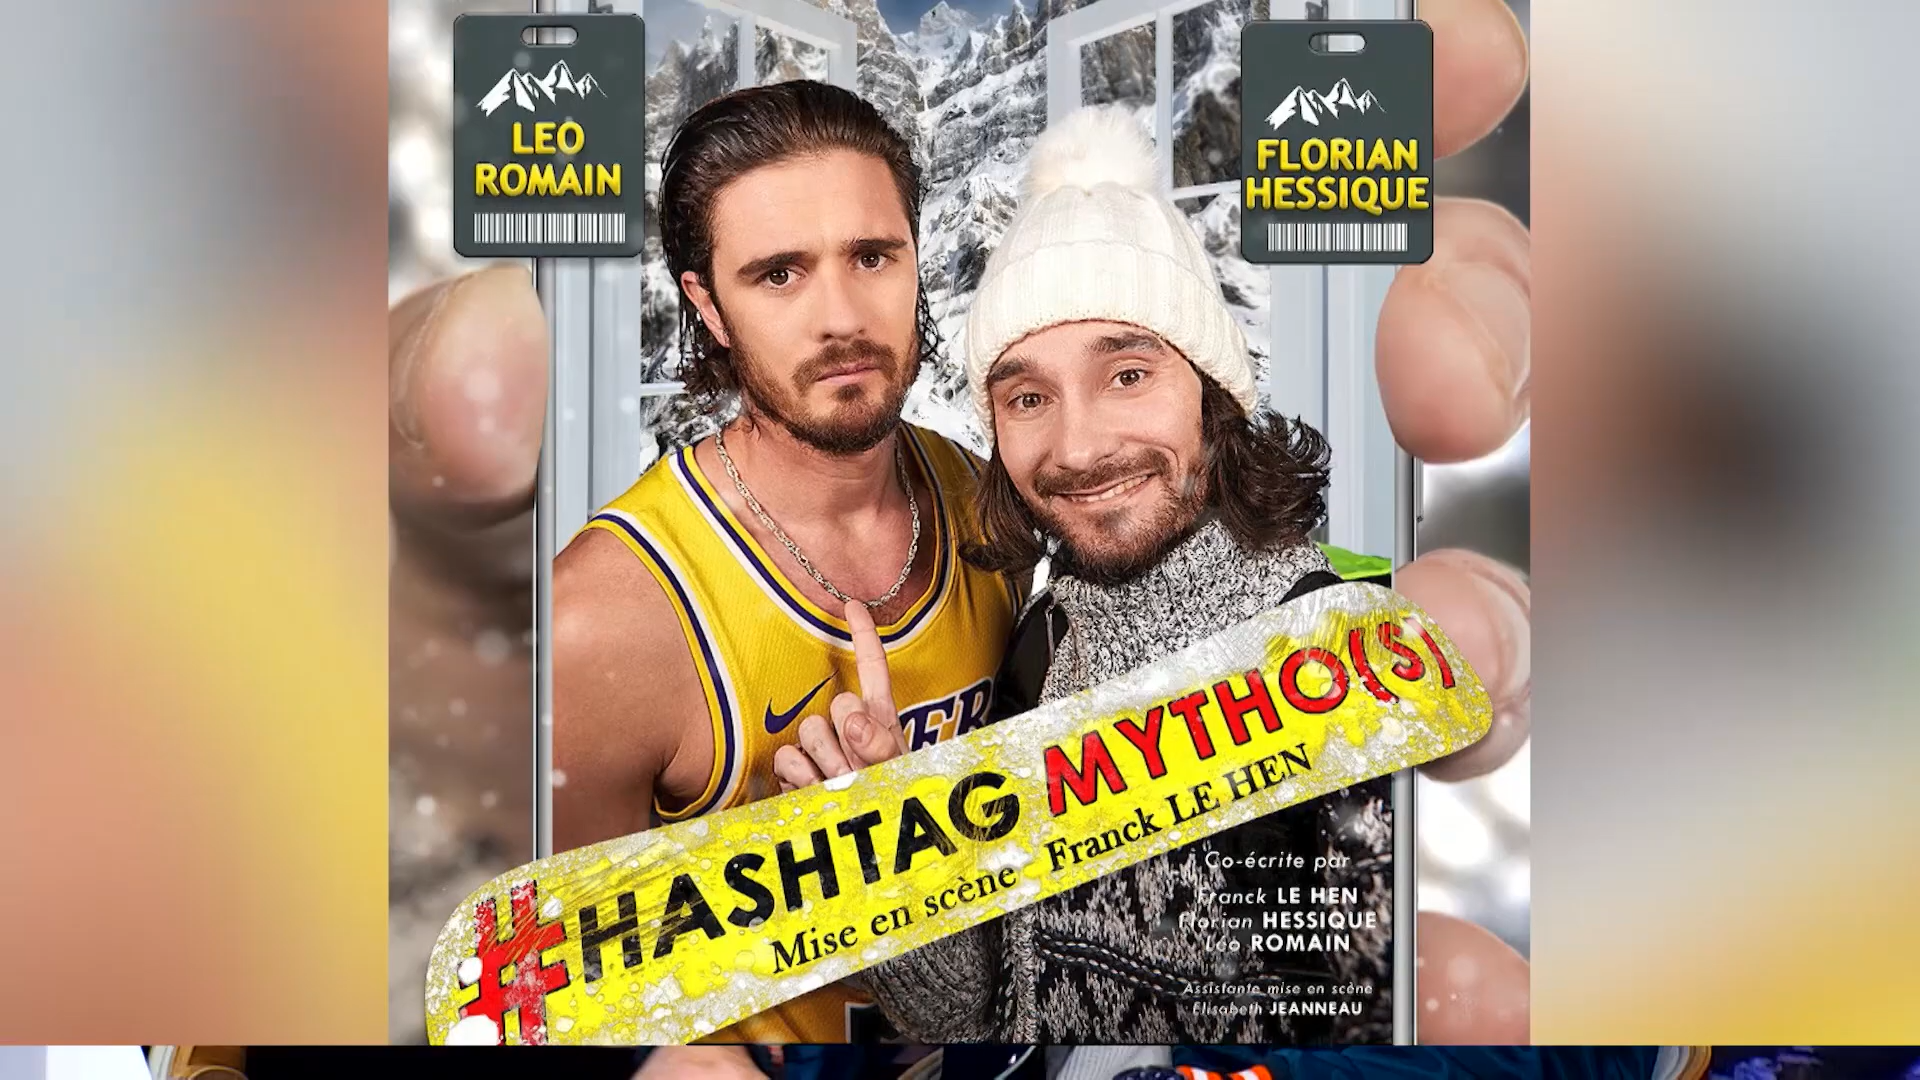 LEO
ROMAIN
FLORIAN
HESSIQUE
#HASHTAG MYTHO(S)
Mise en scène Franck LE HEN
Co-écrite par
Franck LE HEN
Florian HESSIQUE
Léo ROMAIN
Assistante mise en scène
Elisabeth JEANNEAU